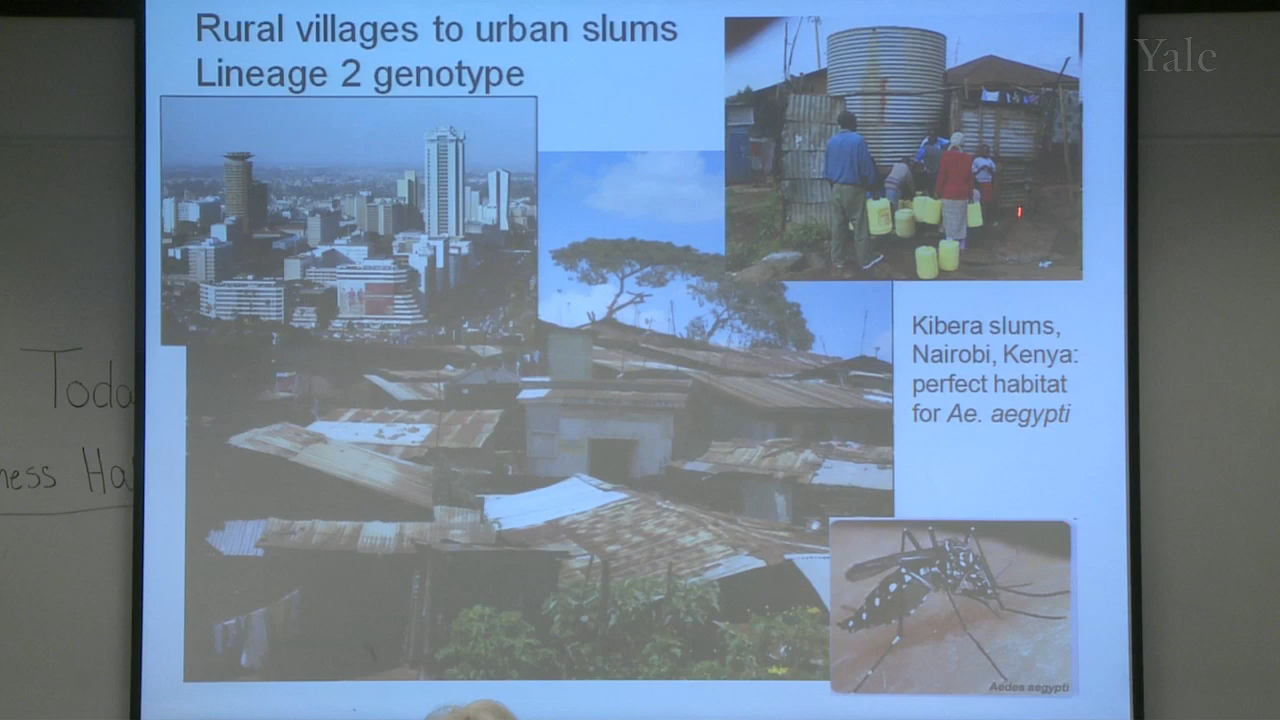 Rural villages to urban slums
Lineage 2 genotype
Yale
Kibera slums,
Nairobi, Kenya:
perfect habitat
for Ae. aegypti
Toda
ness Ha
Aedes aegypti